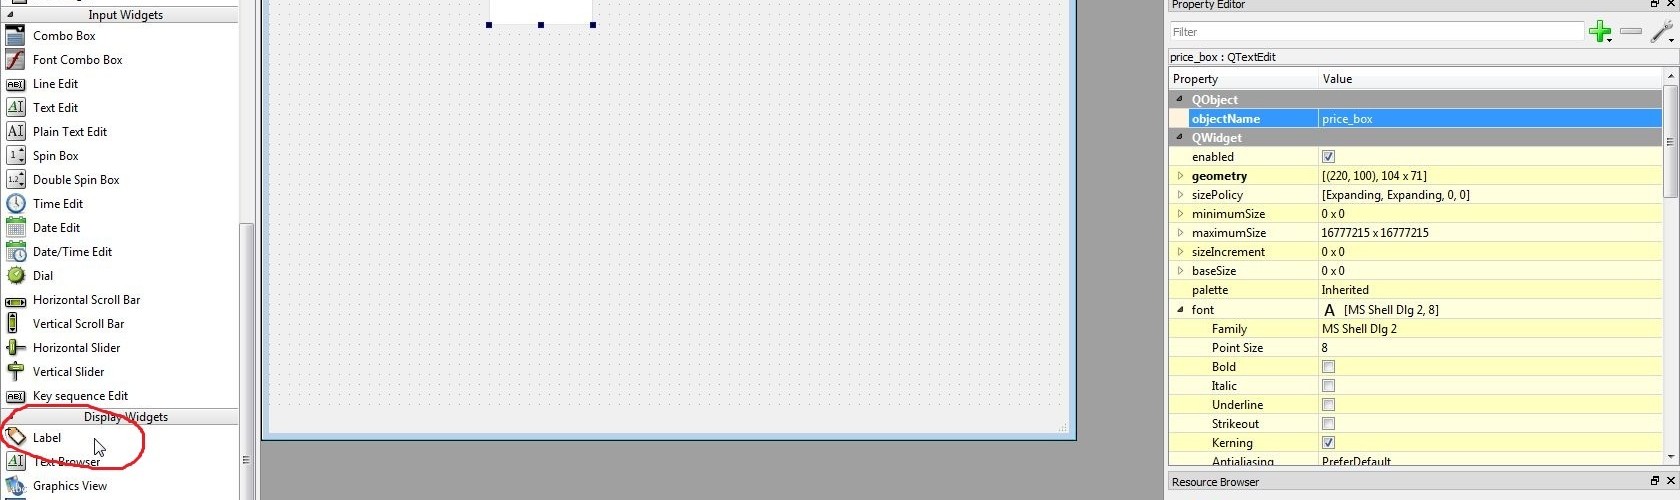 Input Widgets
Combo Box
Font Combo Box
Line Edit
Text Edit
Plain Text Edit
Spin Box
Double Spin Box
Time Edit
Date Edit
Date/Time Edit
Dial
Horizontal Scroll Bar
Vertical Scroll Bar
Horizontal Slider
Vertical Slider
Key sequence Edit
Display Widgets
Label
Text Browser
Graphics View
Property Editor
Filter
price_box : QTextEdit
Property Value
QObject
objectName price_box
QWidget
enabled
geometry [(220, 100), 104 x 71]
sizePolicy [Expanding, Expanding, 0, 0]
minimumSize 0 x 0
maximumSize 16777215 x 16777215
sizeIncrement 0 x 0
baseSize 0 x 0
palette Inherited
font A [MS Shell Dlg 2, 8]
Family MS Shell Dlg 2
Point Size 8
Bold
Italic
Underline
Strikeout
Kerning
Antialiasing PreferDefault
Resource Browser